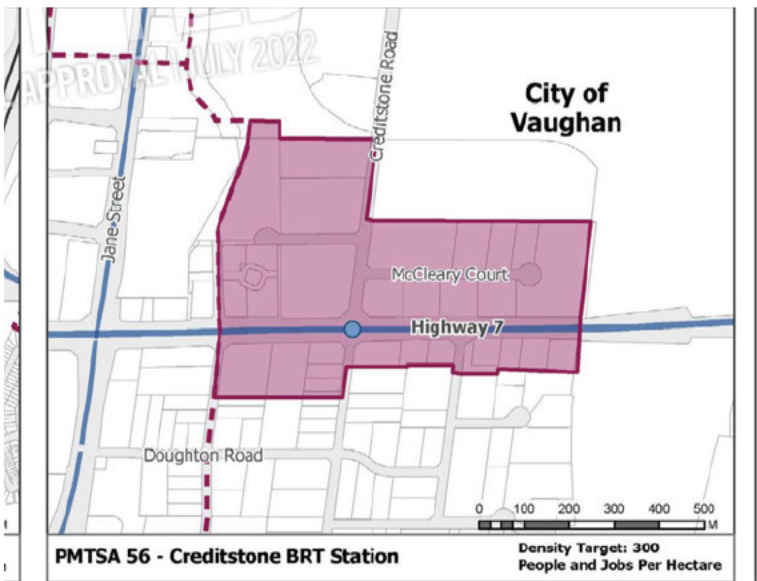 APPROVAL JULY 2022
City of
Vaughan
Creditstone Road
Jane Street
McCleary Court
Highway 7
Doughton Road
0 100 200 300 400 500
M
PMTSA 56 - Creditstone BRT Station
Density Target: 300
People and Jobs Per Hectare